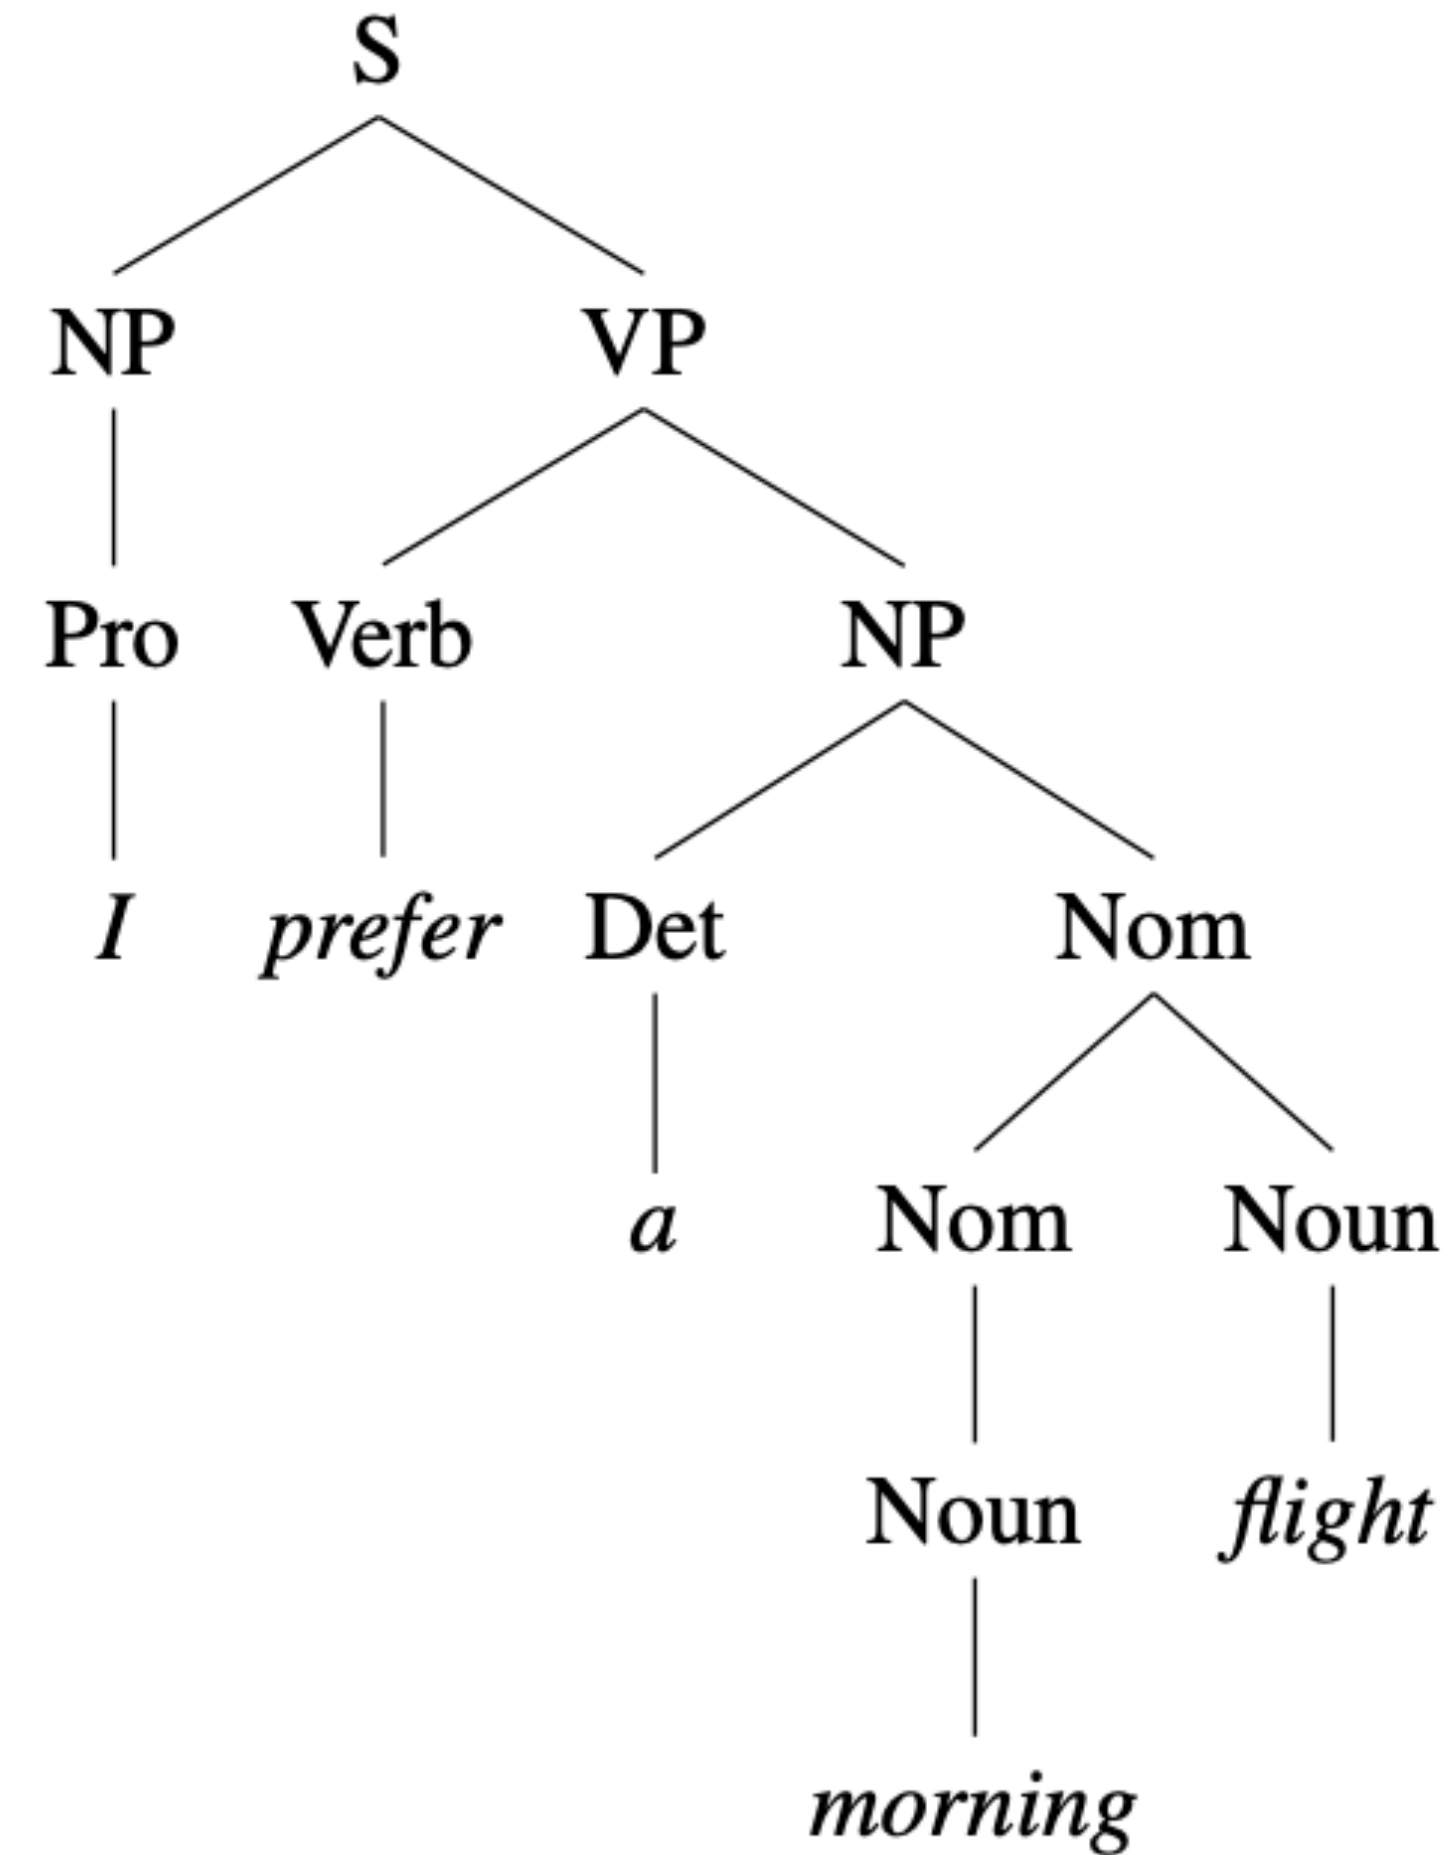 S
NP VP
Pro Verb NP
I prefer Det Nom
a Nom Noun
Noun flight
morning